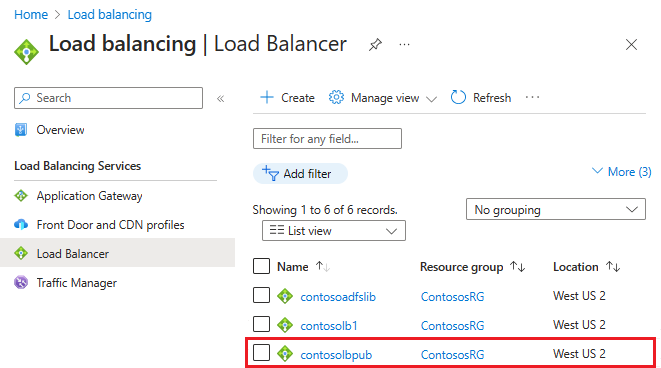 Home > Load balancing
Load balancing | Load Balancer
Search
Overview
Load Balancing Services
Application Gateway
Front Door and CDN profiles
Load Balancer
Traffic Manager
Create Manage view Refresh
Filter for any field...
Add filter
More (3)
Showing 1 to 6 of 6 records.
No grouping
List view
Name Resource group Location
contosoadfslib ContososRG West US 2
contosolb1 ContososRG West US 2
contosolbpub ContososRG West US 2